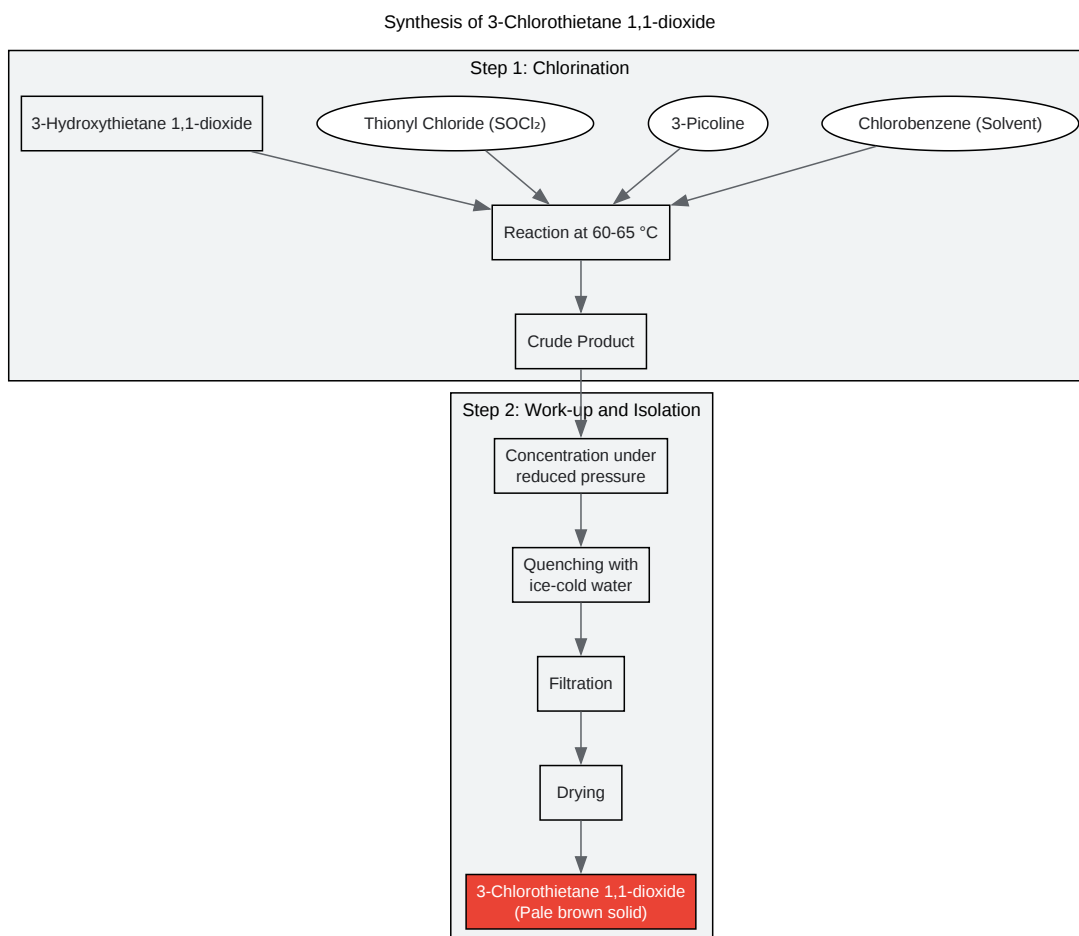 Synthesis of 3-Chlorothietane 1,1-dioxide
Step 1: Chlorination
3-Hydroxythietane 1,1-dioxide
Thionyl Chloride (SOCl₂)
3-Picoline
Chlorobenzene (Solvent)
Reaction at 60-65 °C
Crude Product
Step 2: Work-up and Isolation
Concentration under
reduced pressure
Quenching with
ice-cold water
Filtration
Drying
3-Chlorothietane 1,1-dioxide
(Pale brown solid)